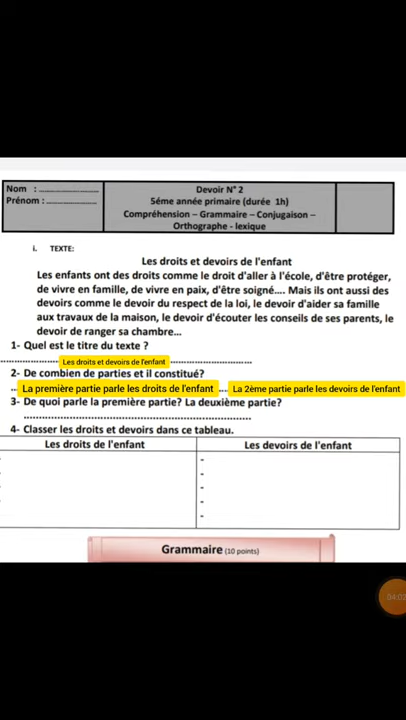 Nom : ....................
Prénom : ....................
Devoir N° 2
5éme année primaire (durée 1h)
Compréhension – Grammaire – Conjugaison –
Orthographe - lexique
i. TEXTE:
Les droits et devoirs de l'enfant
Les enfants ont des droits comme le droit d'aller à l'école, d'être protéger,
de vivre en famille, de vivre en paix, d'être soigné.... Mais ils ont aussi des
devoirs comme le devoir du respect de la loi, le devoir d'aider sa famille
aux travaux de la maison, le devoir d'écouter les conseils de ses parents, le
devoir de ranger sa chambre...
1- Quel est le titre du texte ?
Les droits et devoirs de l'enfant
2- De combien de parties et il constitué?
La première partie parle les droits de l'enfant ... La 2ème partie parle les devoirs de l'enfant
3- De quoi parle la première partie? La deuxième partie?
4- Classer les droits et devoirs dans ce tableau.
Les droits de l'enfant Les devoirs de l'enfant
-
-
-
-
-
Grammaire (10 points)
04:03